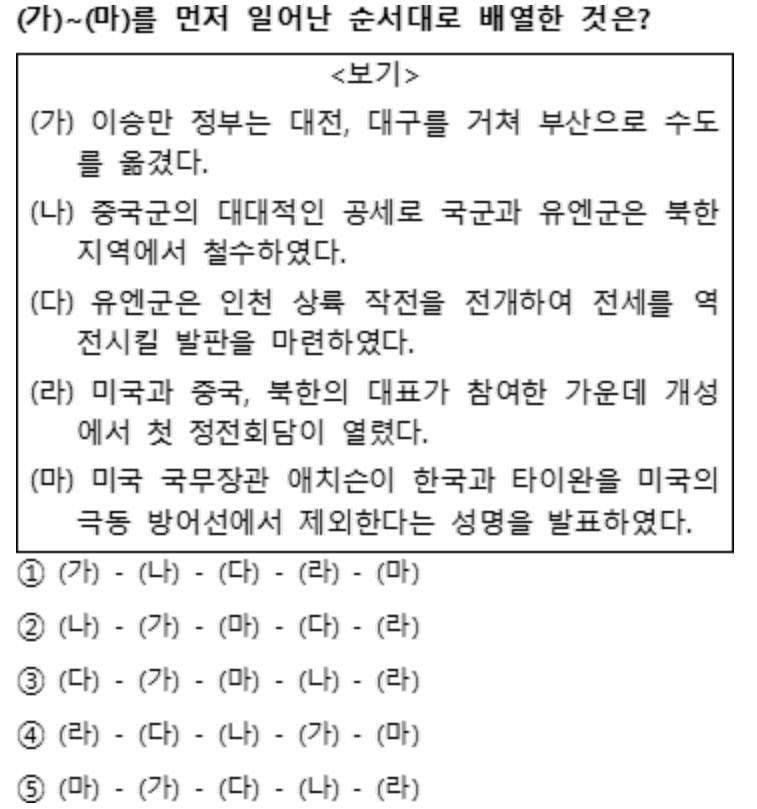 (가)~(마)를 먼저 일어난 순서대로 배열한 것은?
<보기>
(가) 이승만 정부는 대전, 대구를 거쳐 부산으로 수도
를 옮겼다.
(나) 중국군의 대대적인 공세로 국군과 유엔군은 북한
지역에서 철수하였다.
(다) 유엔군은 인천 상륙 작전을 전개하여 전세를 역
전시킬 발판을 마련하였다.
(라) 미국과 중국, 북한의 대표가 참여한 가운데 개성
에서 첫 정전회담이 열렸다.
(마) 미국 국무장관 애치슨이 한국과 타이완을 미국의
극동 방어선에서 제외한다는 성명을 발표하였다.
① (가) - (나) - (다) - (라) - (마)
② (나) - (가) - (마) - (다) - (라)
③ (다) - (가) - (마) - (나) - (라)
④ (라) - (다) - (나) - (가) - (마)
⑤ (마) - (가) - (다) - (나) - (라)